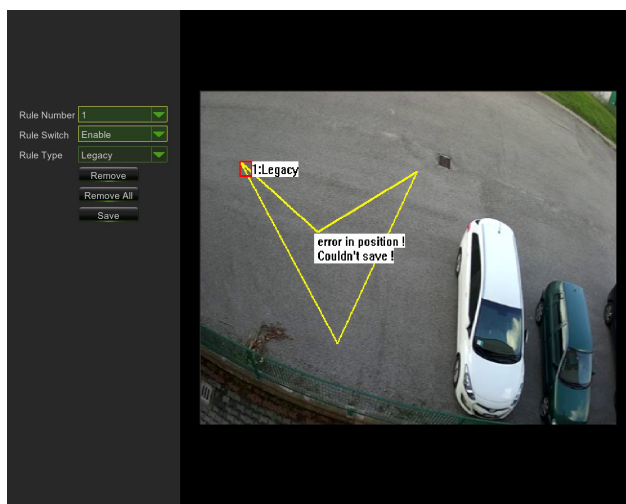 Rule Number 1
Rule Switch Enable
Rule Type Legacy
Remove
Remove All
Save
1:Legacy
error in position !
Couldn't save !